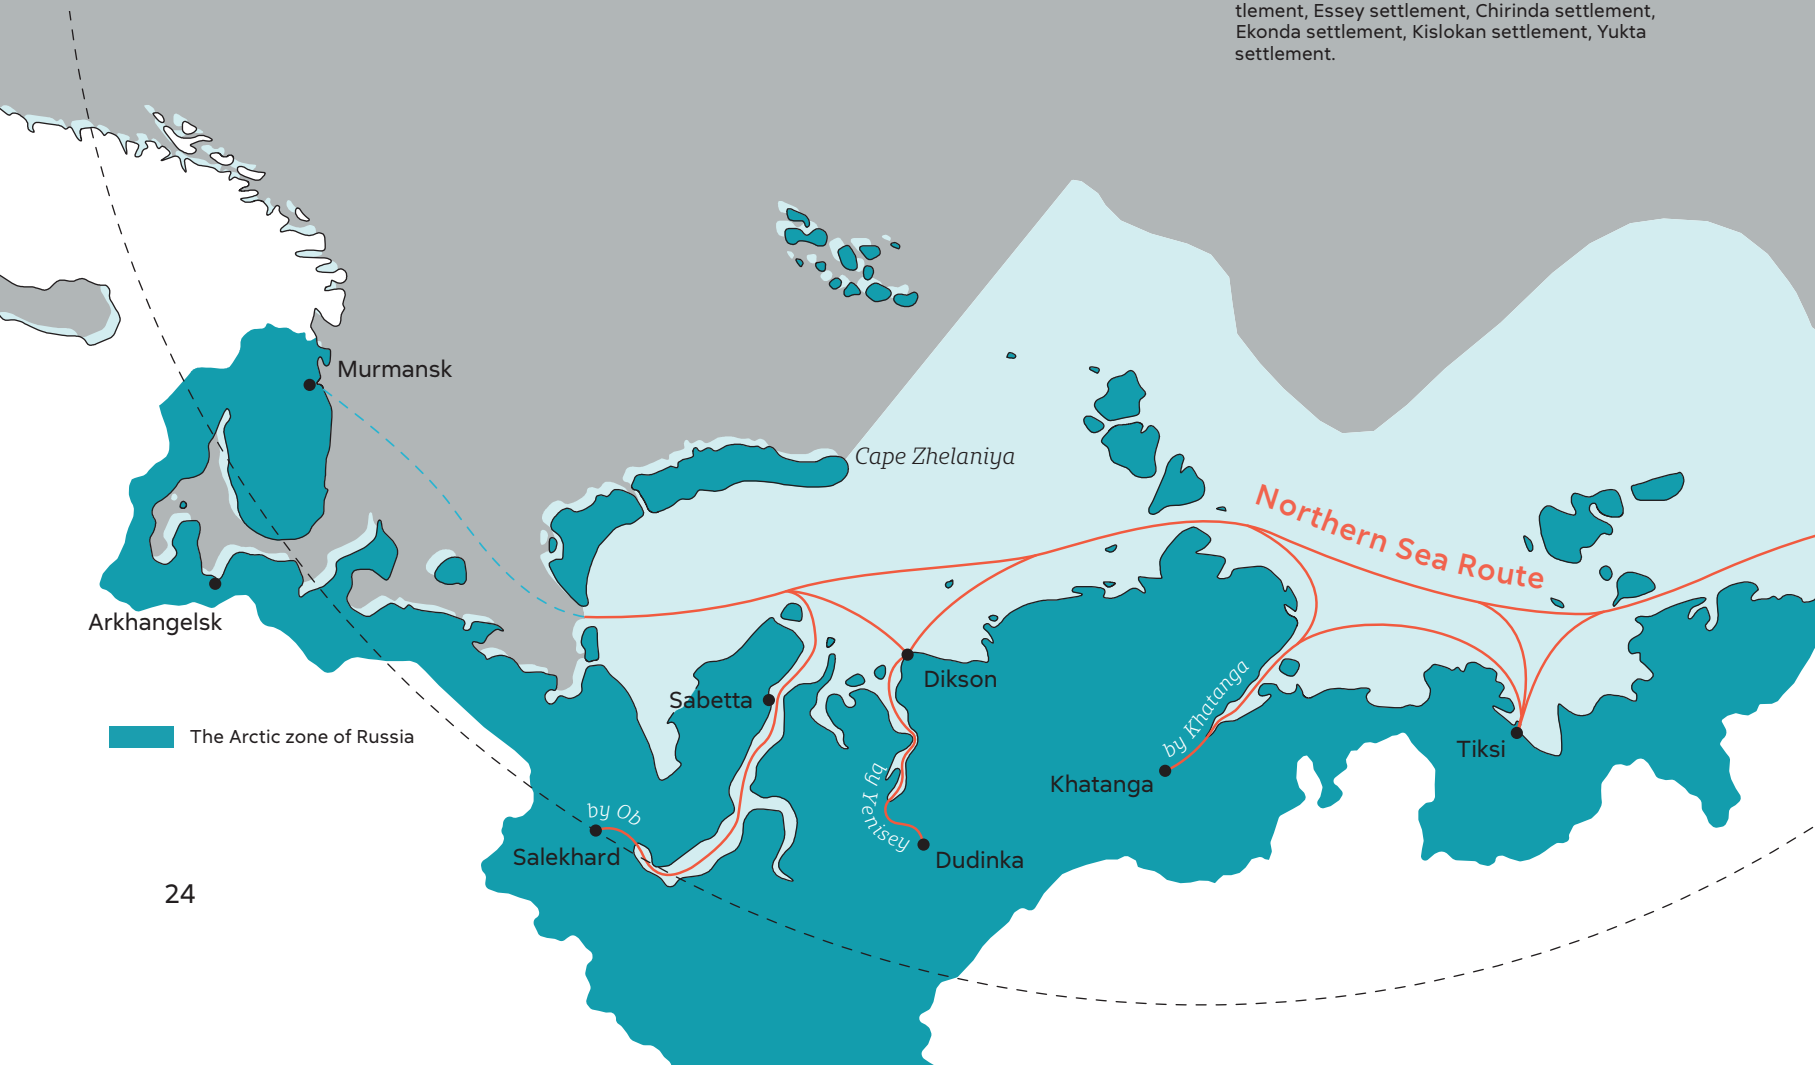 tlement, Essey settlement, Chirinda settlement,
Ekonda settlement, Kislokan settlement, Yukta
settlement.
Murmansk
Cape Zhelaniya
Northern Sea Route
Arkhangelsk
Dikson
Sabetta
by Khatanga
The Arctic zone of Russia
Tiksi
Khatanga
by Yenisey
by Ob
Salekhard
Dudinka
24